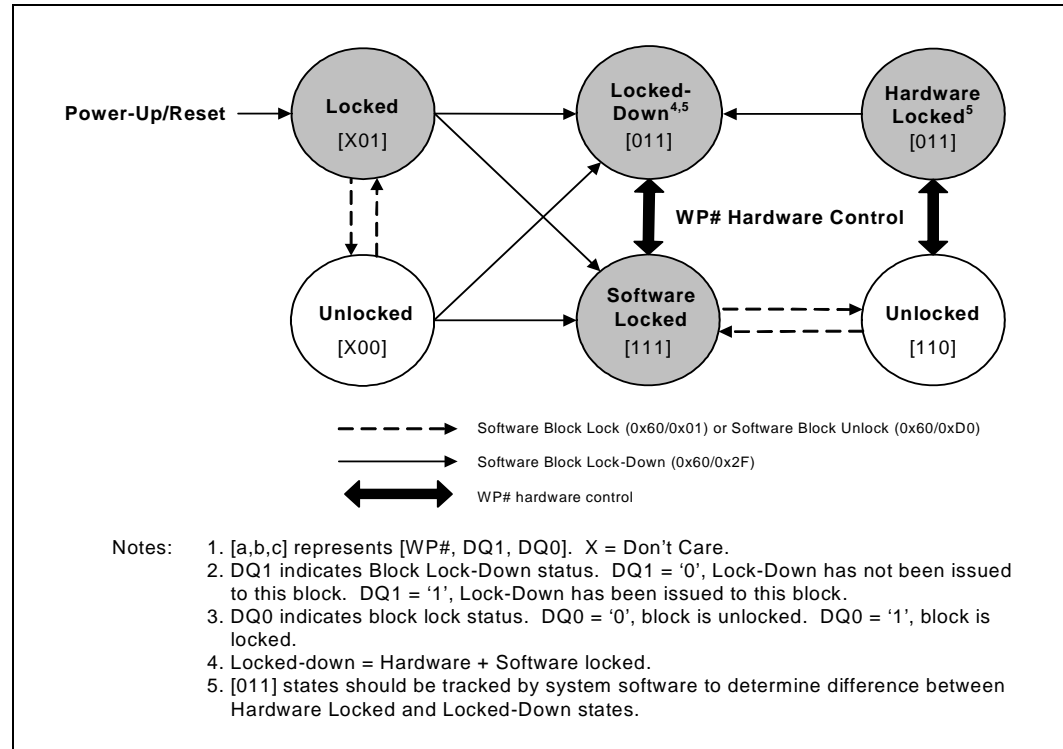 Power-Up/Reset
Locked
[X01]
Locked-
Down4,5
[011]
Hardware
Locked5
[011]
WP# Hardware Control
Unlocked
[X00]
Software
Locked
[111]
Unlocked
[110]
Software Block Lock (0x60/0x01) or Software Block Unlock (0x60/0xD0)
Software Block Lock-Down (0x60/0x2F)
WP# hardware control
Notes: 1. [a,b,c] represents [WP#, DQ1, DQ0]. X = Don't Care.
2. DQ1 indicates Block Lock-Down status. DQ1 = '0', Lock-Down has not been issued
to this block. DQ1 = '1', Lock-Down has been issued to this block.
3. DQ0 indicates block lock status. DQ0 = '0', block is unlocked. DQ0 = '1', block is
locked.
4. Locked-down = Hardware + Software locked.
5. [011] states should be tracked by system software to determine difference between
Hardware Locked and Locked-Down states.